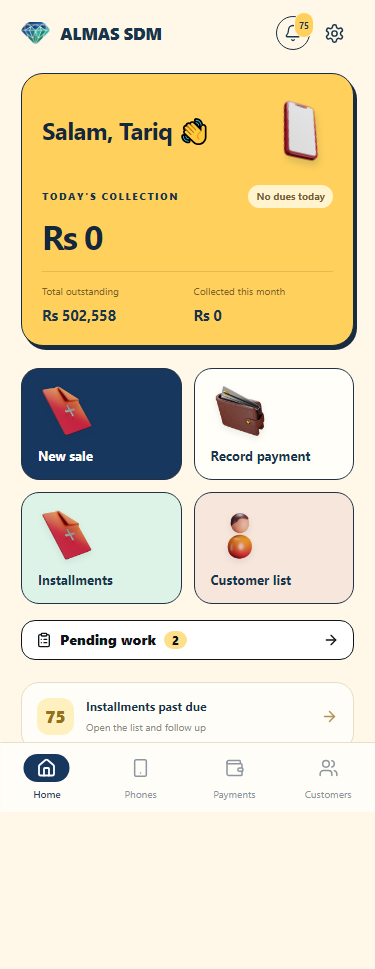 ALMAS SDM
75
Salam, Tariq 👋
TODAY'S COLLECTION
No dues today
Rs 0
Total outstanding
Collected this month
Rs 502,558
Rs 0
New sale
Record payment
Installments
Customer list
Pending work 2
75
Installments past due
Open the list and follow up
Home
Phones
Payments
Customers